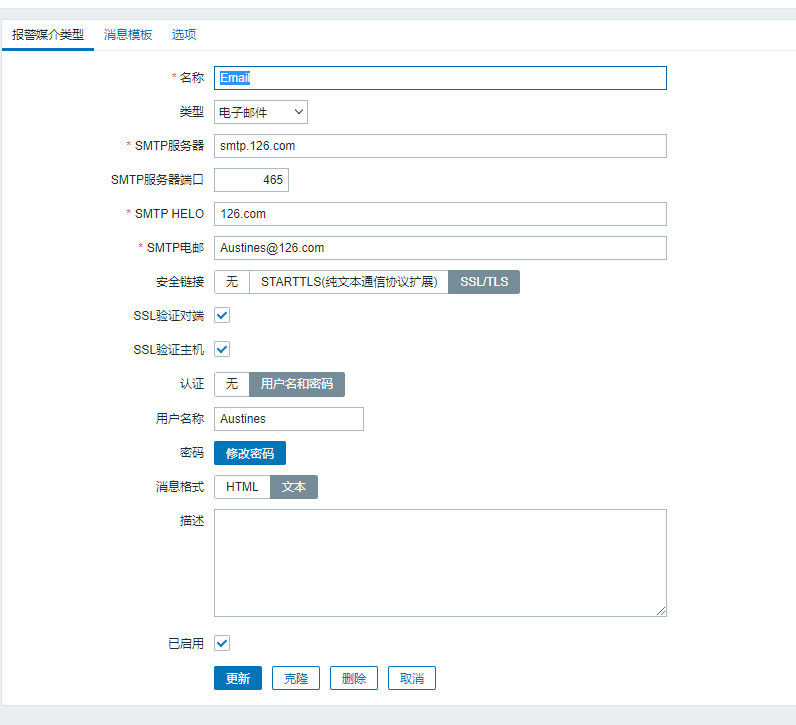 报警媒介类型 消息模板 选项
* 名称 Email
类型 电子邮件
* SMTP服务器 smtp.126.com
SMTP服务器端口 465
* SMTP HELO 126.com
* SMTP电邮 Austines@126.com
安全链接 无 STARTTLS(纯文本通信协议扩展) SSL/TLS
SSL验证对端
SSL验证主机
认证 无 用户名和密码
用户名称 Austines
密码 修改密码
消息格式 HTML 文本
描述
已启用
更新 克隆 删除 取消